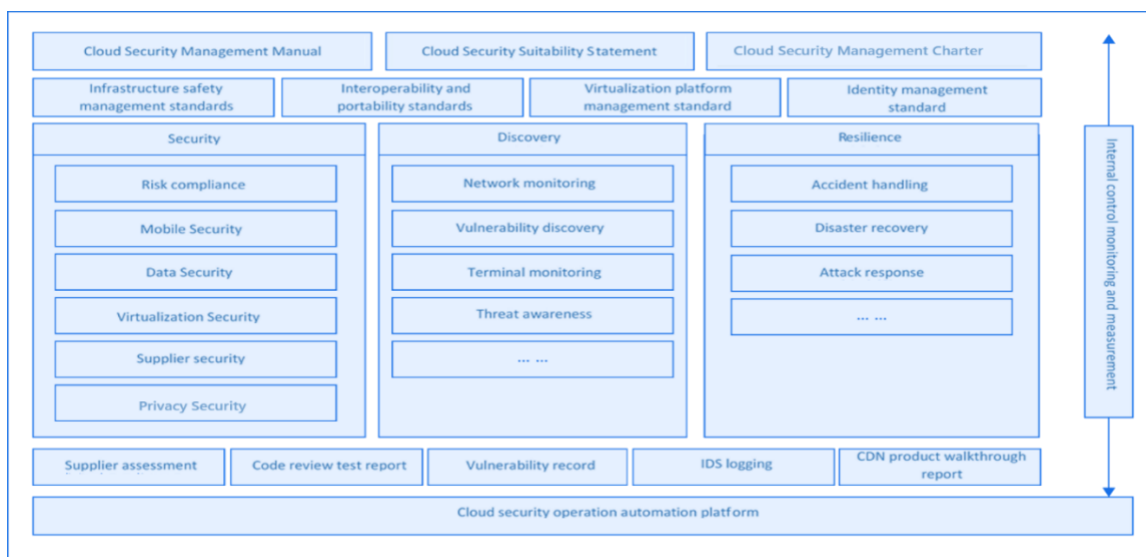 Cloud Security Management Manual
Cloud Security Suitability Statement
Cloud Security Management Charter
Infrastructure safety
management standards
Interoperability and
portability standards
Virtualization platform
management standard
Identity management
standard
Security
Risk compliance
Mobile Security
Data Security
Virtualization Security
Supplier security
Privacy Security
Discovery
Network monitoring
Vulnerability discovery
Terminal monitoring
Threat awareness
... ...
Resilience
Accident handling
Disaster recovery
Attack response
... ...
Internal control monitoring and measurement
Supplier assessment
Code review test report
Vulnerability record
IDS logging
CDN product walkthrough
report
Cloud security operation automation platform